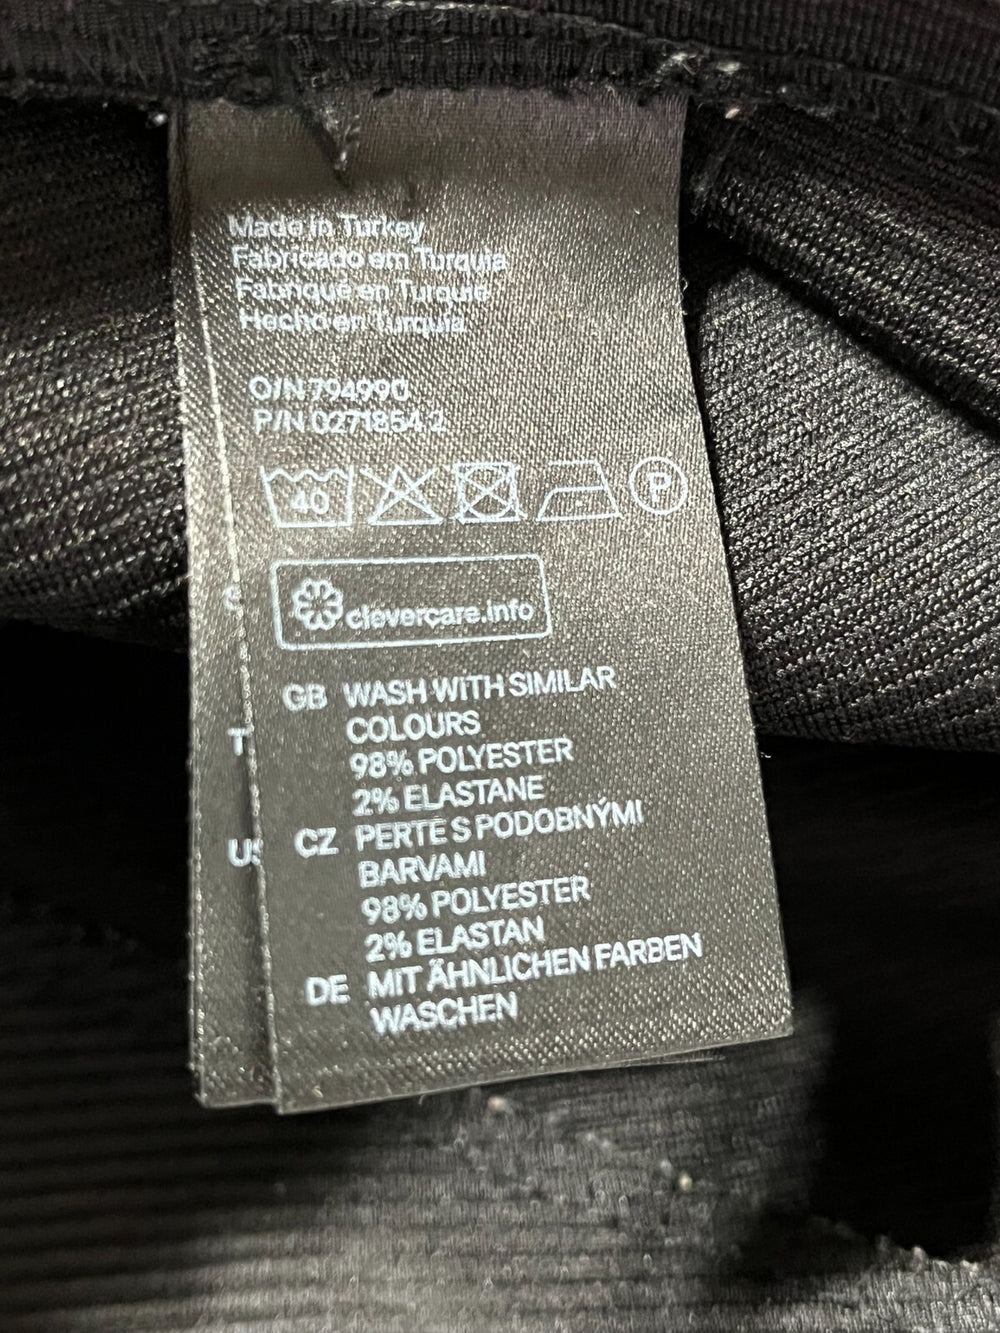 Made in Turkey
Fabricado em Turquia
Fabriqué en Turquie
Hecho en Turquía
O/N 794990
P/N 0271854 2
40
P
clevercare.info
GB WASH WITH SIMILAR
COLOURS
98% POLYESTER
2% ELASTANE
CZ PERTE S PODOBNÝMI
BARVAMI
98% POLYESTER
2% ELASTAN
DE MIT ÄHNLICHEN FARBEN
WASCHEN